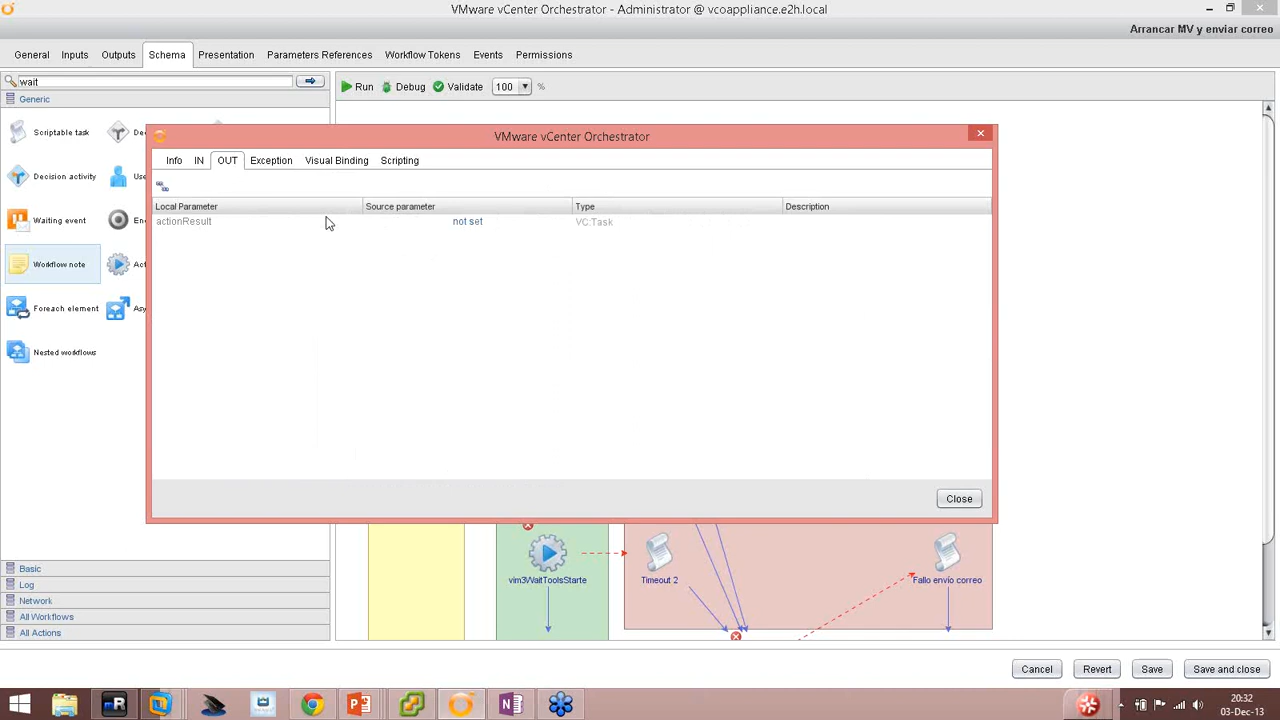 VMware vCenter Orchestrator - Administrator @ vcoappliance.e2h.local
Arrancar MV y enviar correo
General Inputs Outputs Schema Presentation Parameters References Workflow Tokens Events Permissions
wait
Run Debug Validate 100 %
Generic
Scriptable task
Decision activity
Waiting event
Workflow note
Foreach element
Nested workflows
VMware vCenter Orchestrator
Info IN OUT Exception Visual Binding Scripting
Local Parameter Source parameter Type Description
actionResult not set VC:Task
Close
vim3WaitToolsStarte
Timeout 2
Fallo envío correo
Basic
Log
Network
All Workflows
All Actions
Cancel Revert Save Save and close
20:32
03-Dec-13